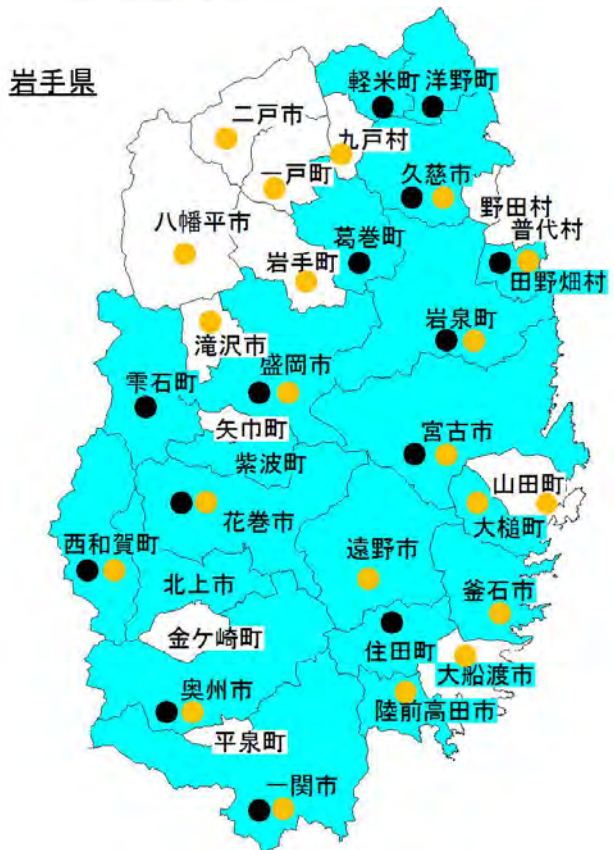 岩手県
軽米町
洋野町
二戸市
九戸村
一戸町
久慈市
野田村
普代村
八幡平市
葛巻町
田野畑村
岩手町
岩泉町
滝沢市
盛岡市
雫石町
矢巾町
宮古市
紫波町
山田町
花巻市
大槌町
西和賀町
遠野市
北上市
釜石市
金ケ崎町
住田町
大船渡市
奥州市
陸前高田市
平泉町
一関市